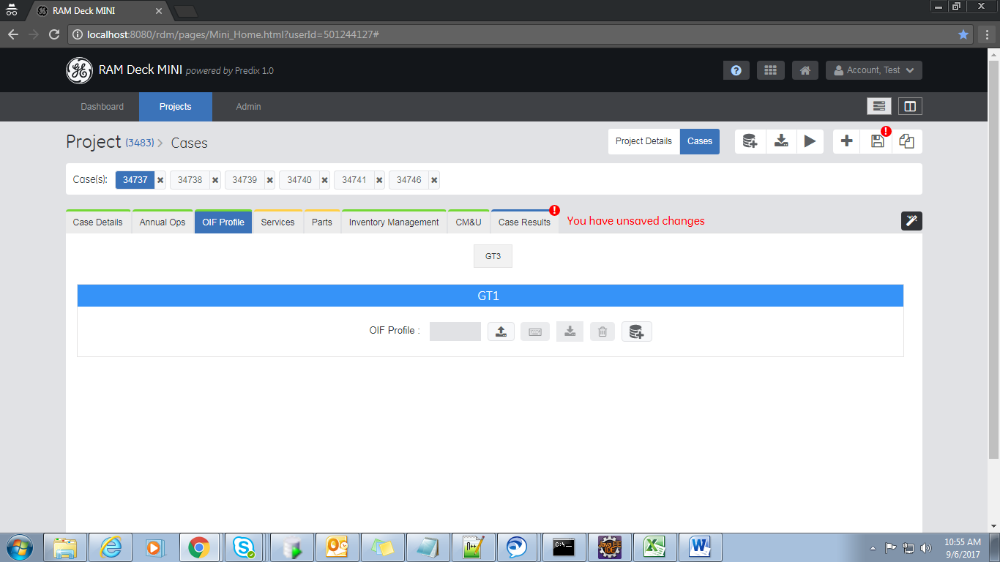 RAM Deck MINI
localhost:8080/rdm/pages/Mini_Home.html?userId=501244127#
RAM Deck MINI powered by Predix 1.0
? Account, Test
Dashboard Projects Admin
Project (3483) > Cases
Project Details Cases !
Case(s): 34737 34738 34739 34740 34741 34746
Case Details Annual Ops OIF Profile Services Parts Inventory Management CM&U Case Results ! You have unsaved changes
GT3
GT1
OIF Profile :
10:55 AM
9/6/2017